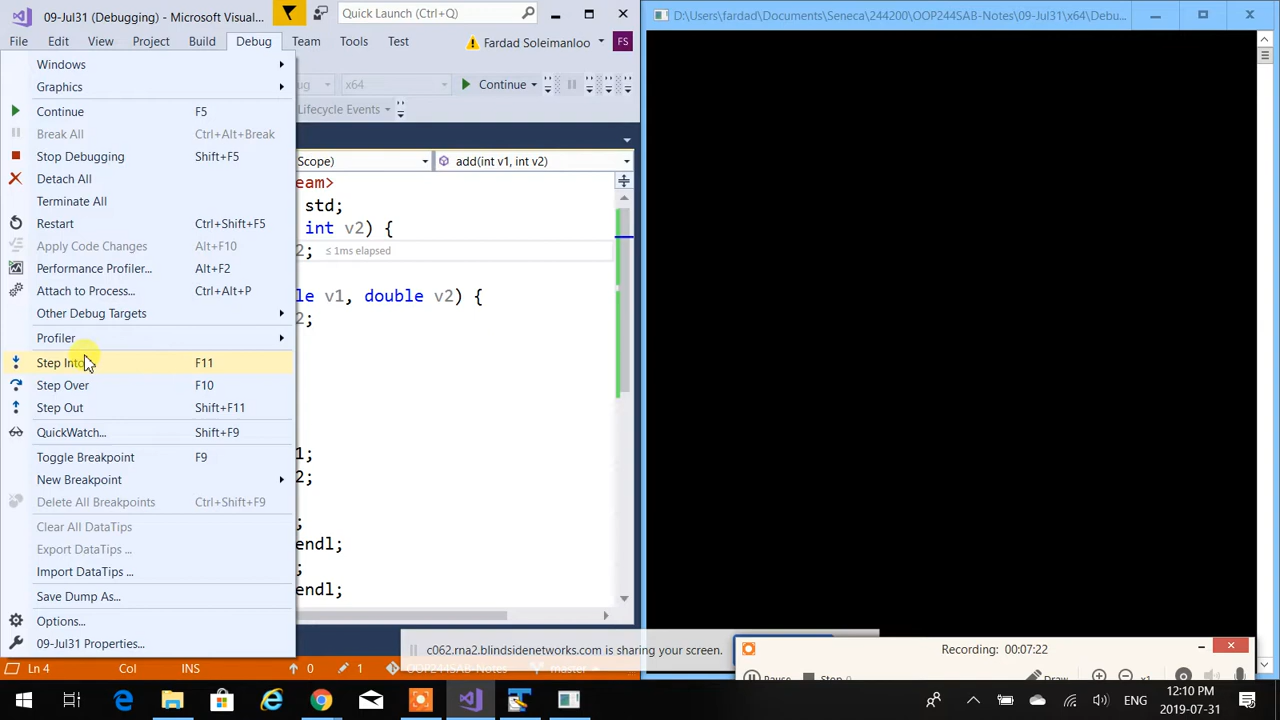 09-Jul31 (Debugging) - Microsoft Visual...
Quick Launch (Ctrl+Q)
File Edit View Project Build Debug Team Tools Test
Fardad Soleimanloo FS
x64 Continue
Lifecycle Events
Windows
Graphics
Continue F5
Break All Ctrl+Alt+Break
Stop Debugging Shift+F5
Detach All
Terminate All
Restart Ctrl+Shift+F5
Apply Code Changes Alt+F10
Performance Profiler... Alt+F2
Attach to Process... Ctrl+Alt+P
Other Debug Targets
Profiler
Step Into F11
Step Over F10
Step Out Shift+F11
QuickWatch... Shift+F9
Toggle Breakpoint F9
New Breakpoint
Delete All Breakpoints Ctrl+Shift+F9
Clear All DataTips
Export DataTips ...
Import DataTips ...
Save Dump As...
Options...
09-Jul31 Properties...
Scope) add(int v1, int v2)
eam>
std;
int v2) {
2; ≤ 1ms elapsed
le v1, double v2) {
2;
1;
2;
;
endl;
;
endl;
Ln 4 Col INS 0 1 OOP244SAB-Notes master
D:\Users\fardad\Documents\Seneca\244200\OOP244SAB-Notes\09-Jul31\x64\Debu...
c062.rna2.blindsidenetworks.com is sharing your screen.
Recording: 00:07:22
Pause Stop Draw x1
ENG
12:10 PM
2019-07-31